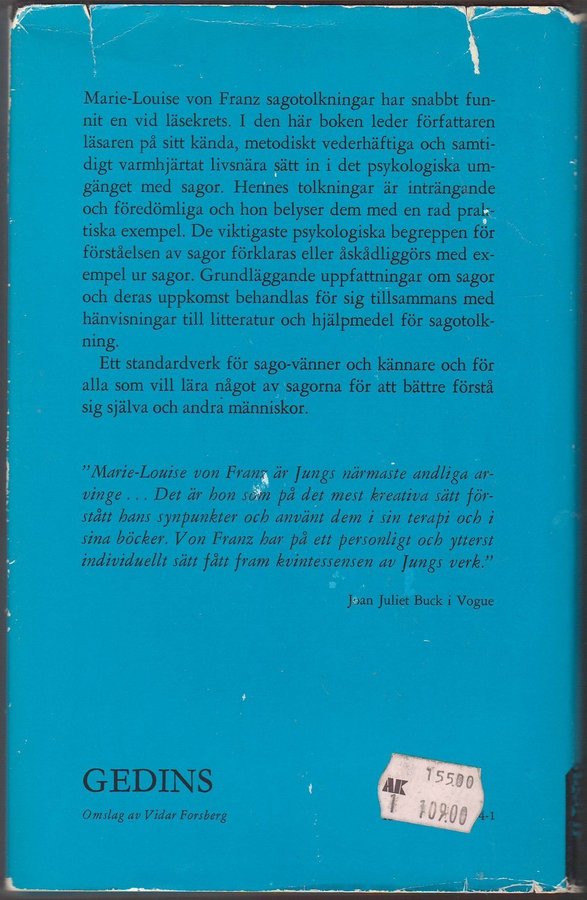 Marie-Louise von Franz sagotolkningar har snabbt fun-
nit en vid läsekrets. I den här boken leder författaren
läsaren på sitt kända, metodiskt vederhäftiga och samti-
digt varmhjärtat livsnära sätt in i det psykologiska um-
gänget med sagor. Hennes tolkningar är inträngande
och föredömliga och hon belyser dem med en rad prak-
tiska exempel. De viktigaste psykologiska begreppen för
förståelsen av sagor förklaras eller åskådliggörs med ex-
empel ur sagor. Grundläggande uppfattningar om sagor
och deras uppkomst behandlas för sig tillsammans med
hänvisningar till litteratur och hjälpmedel för sagotolk-
ning.
Ett standardverk för sago-vänner och kännare och för
alla som vill lära något av sagorna för att bättre förstå
sig själva och andra människor.
”Marie-Louise von Franz är Jungs närmaste andliga ar-
vinge . . . Det är hon som på det mest kreativa sätt för-
stått hans synpunkter och använt dem i sin terapi och i
sina böcker. Von Franz har på ett personligt och ytterst
individuellt sätt fått fram kvintessensen av Jungs verk.”
Joan Juliet Buck i Vogue
GEDINS
Omslag av Vidar Forsberg
15500
AK
1 109.00
4-1